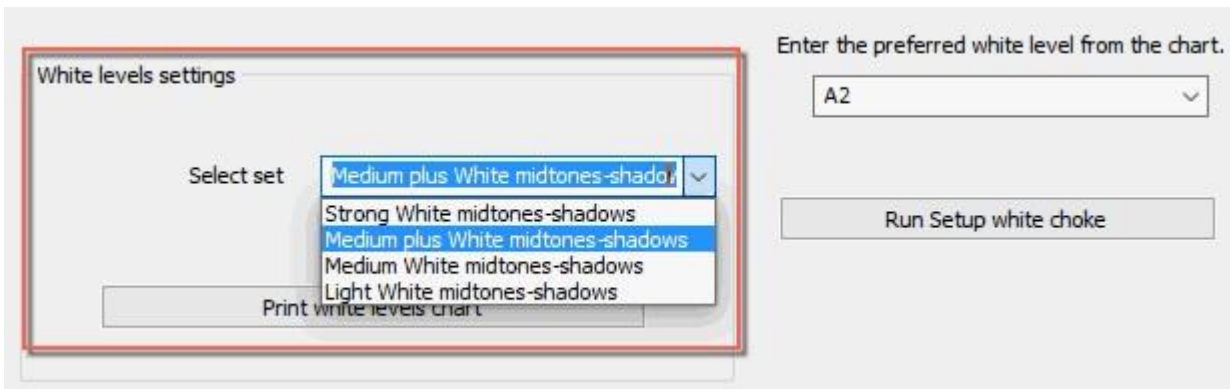 Enter the preferred white level from the chart.
White levels settings
A2
Select set
Medium plus White midtones-shadow
Strong White midtones-shadows
Medium plus White midtones-shadows
Medium White midtones-shadows
Light White midtones-shadows
Print white levels chart
Run Setup white choke